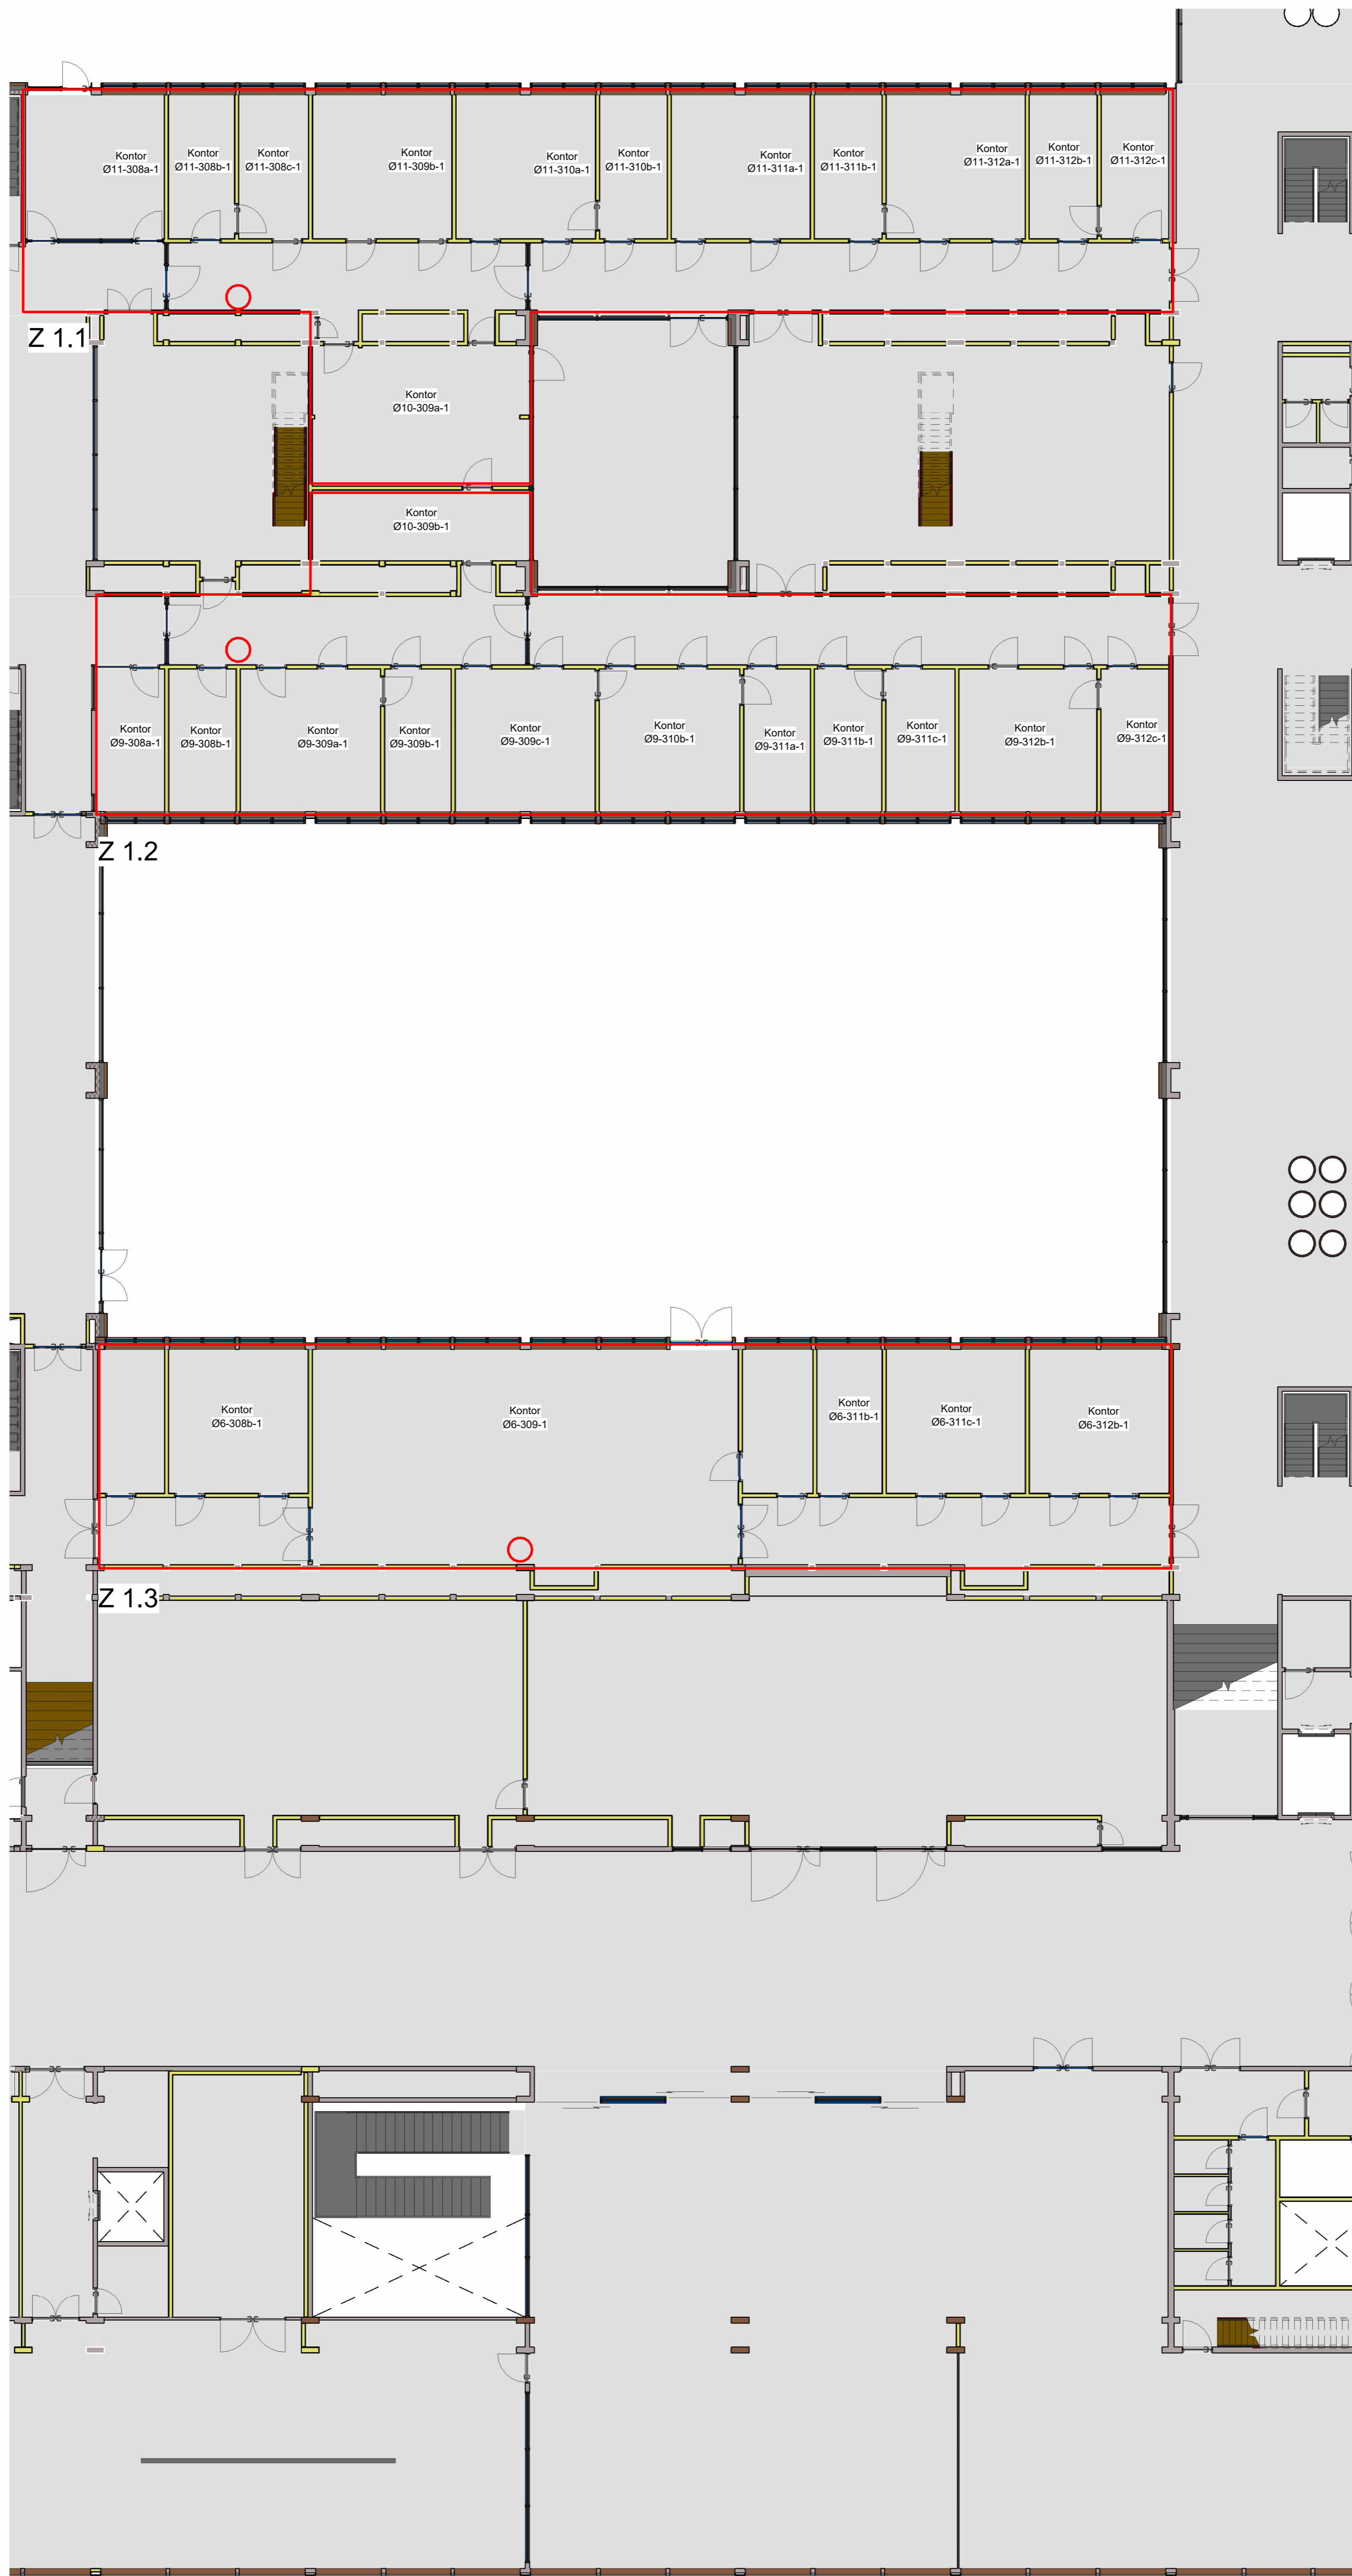 Kontor
Ø11-308a-1
Kontor
Ø11-308b-1
Kontor
Ø11-308c-1
Kontor
Ø11-309b-1
Kontor
Ø11-310a-1
Kontor
Ø11-310b-1
Kontor
Ø11-311a-1
Kontor
Ø11-311b-1
Kontor
Ø11-312a-1
Kontor
Ø11-312b-1
Kontor
Ø11-312c-1
Z 1.1
Kontor
Ø10-309a-1
Kontor
Ø10-309b-1
Kontor
Ø9-308a-1
Kontor
Ø9-308b-1
Kontor
Ø9-309a-1
Kontor
Ø9-309b-1
Kontor
Ø9-309c-1
Kontor
Ø9-310b-1
Kontor
Ø9-311a-1
Kontor
Ø9-311b-1
Kontor
Ø9-311c-1
Kontor
Ø9-312b-1
Kontor
Ø9-312c-1
Z 1.2
Kontor
Ø6-308b-1
Kontor
Ø6-309-1
Kontor
Ø6-311b-1
Kontor
Ø6-311c-1
Kontor
Ø6-312b-1
Z 1.3